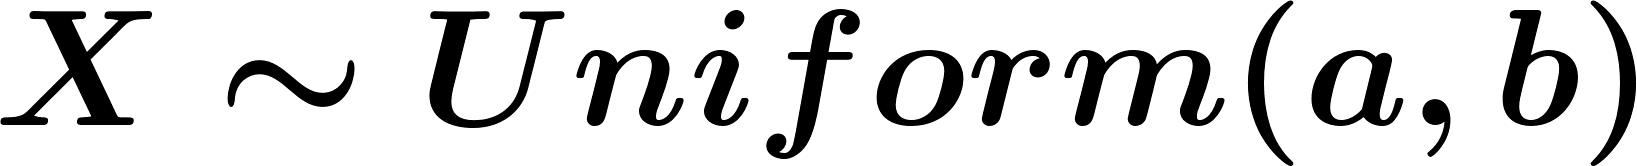 X ~ Uniform(a, b)